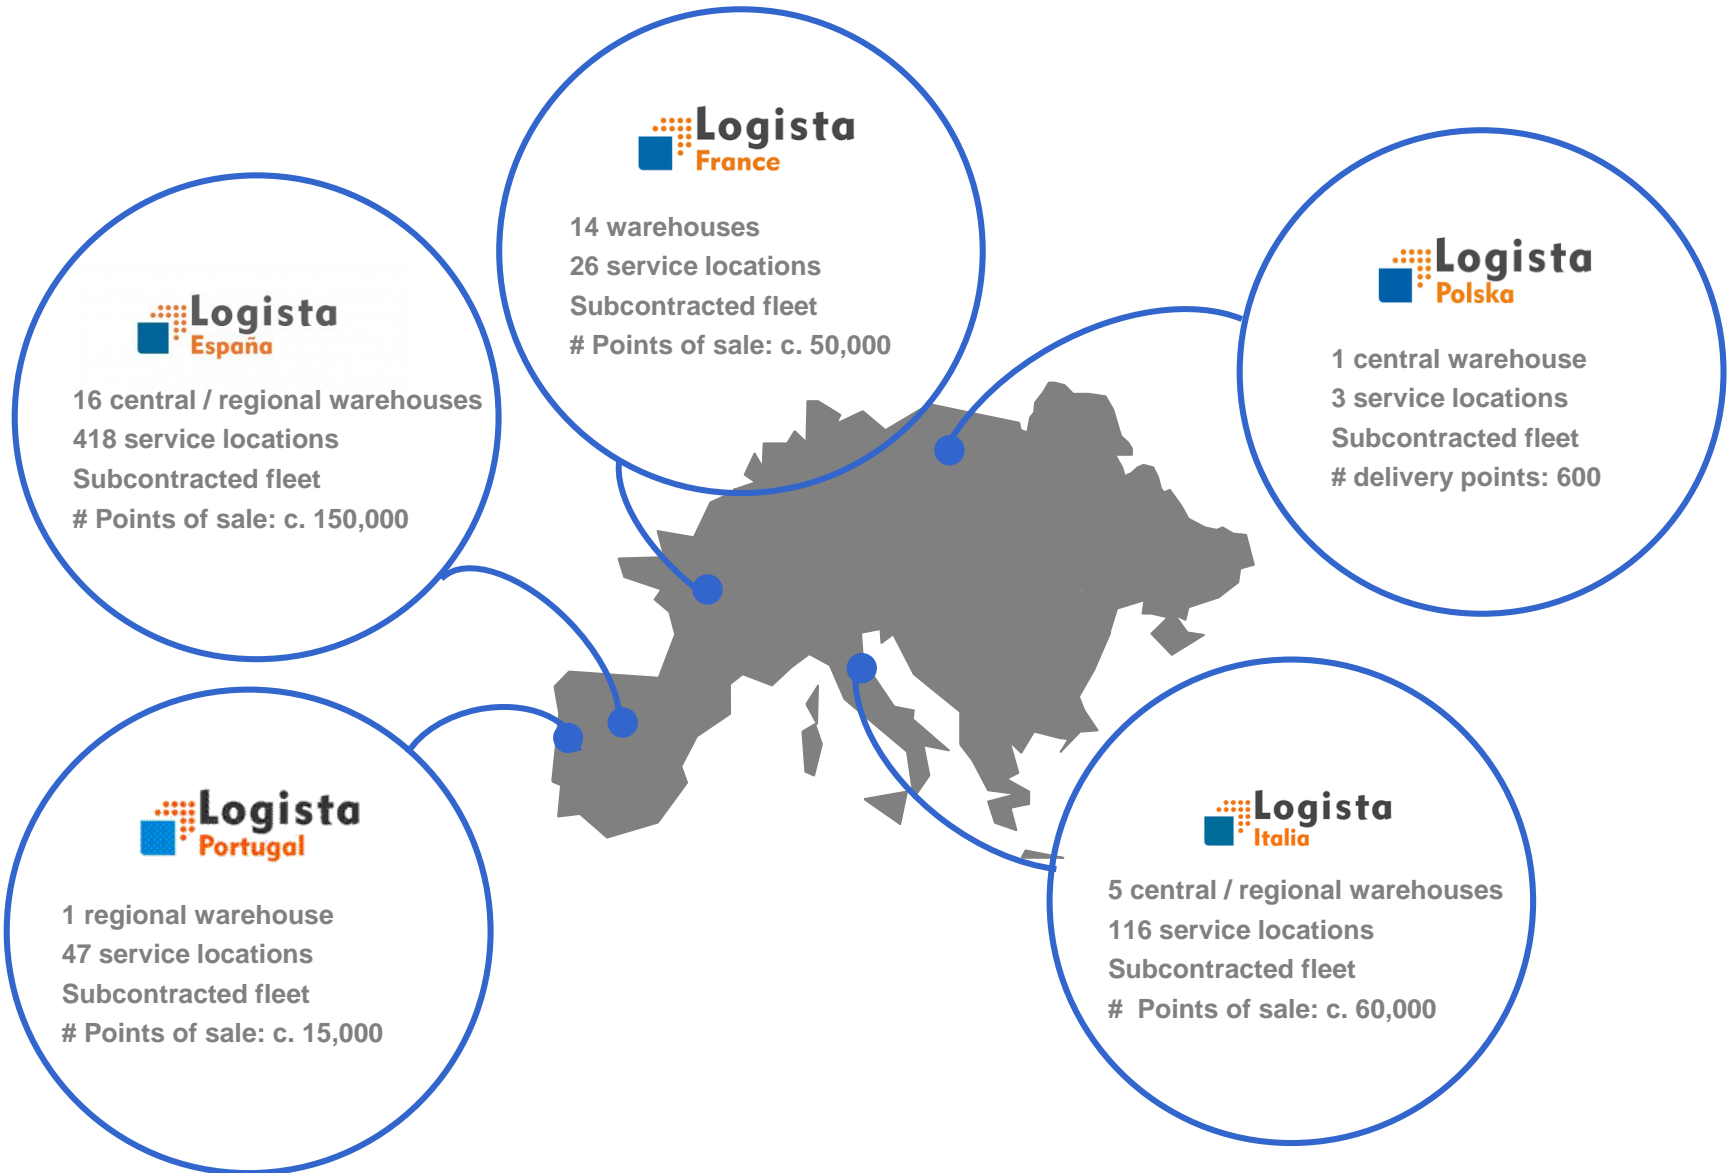 Logista
France
14 warehouses
26 service locations
Subcontracted fleet
# Points of sale: c. 50,000
Logista
Polska
1 central warehouse
3 service locations
Subcontracted fleet
# delivery points: 600
Logista
España
16 central / regional warehouses
418 service locations
Subcontracted fleet
# Points of sale: c. 150,000
Logista
Portugal
1 regional warehouse
47 service locations
Subcontracted fleet
# Points of sale: c. 15,000
Logista
Italia
5 central / regional warehouses
116 service locations
Subcontracted fleet
# Points of sale: c. 60,000